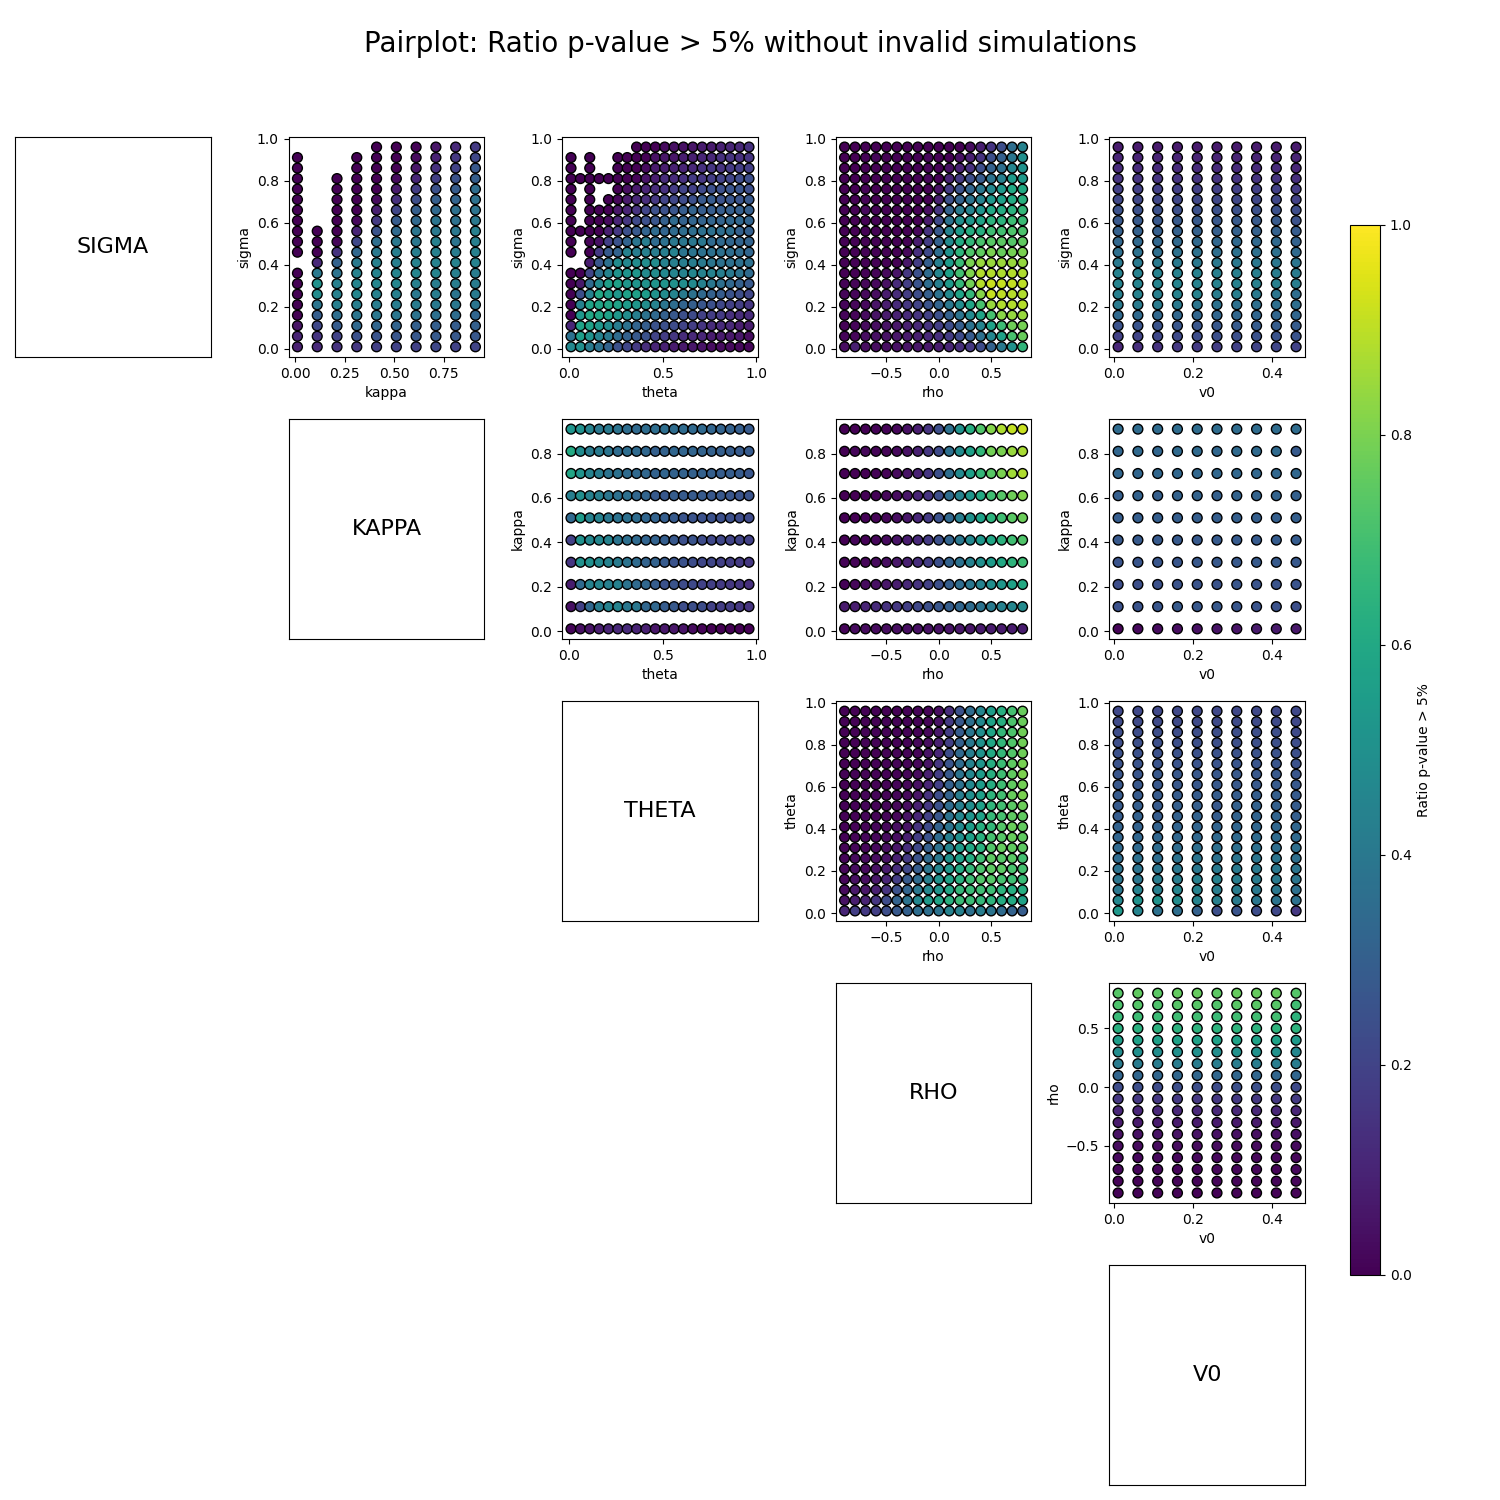 Pairplot: Ratio p-value > 5% without invalid simulations
SIGMA
sigma
1.0
0.8
0.6
0.4
0.2
0.0
0.00 0.25 0.50 0.75
kappa
sigma
1.0
0.8
0.6
0.4
0.2
0.0
0.0 0.5 1.0
theta
sigma
1.0
0.8
0.6
0.4
0.2
0.0
−0.5 0.0 0.5
rho
sigma
1.0
0.8
0.6
0.4
0.2
0.0
0.0 0.2 0.4
v0
KAPPA
kappa
0.8
0.6
0.4
0.2
0.0
0.0 0.5 1.0
theta
kappa
0.8
0.6
0.4
0.2
0.0
−0.5 0.0 0.5
rho
kappa
0.8
0.6
0.4
0.2
0.0
0.0 0.2 0.4
v0
THETA
theta
1.0
0.8
0.6
0.4
0.2
0.0
−0.5 0.0 0.5
rho
theta
1.0
0.8
0.6
0.4
0.2
0.0
0.0 0.2 0.4
v0
RHO
rho
0.5
0.0
−0.5
0.0 0.2 0.4
v0
V0
1.0
0.8
0.6
0.4
0.2
0.0
Ratio p-value > 5%